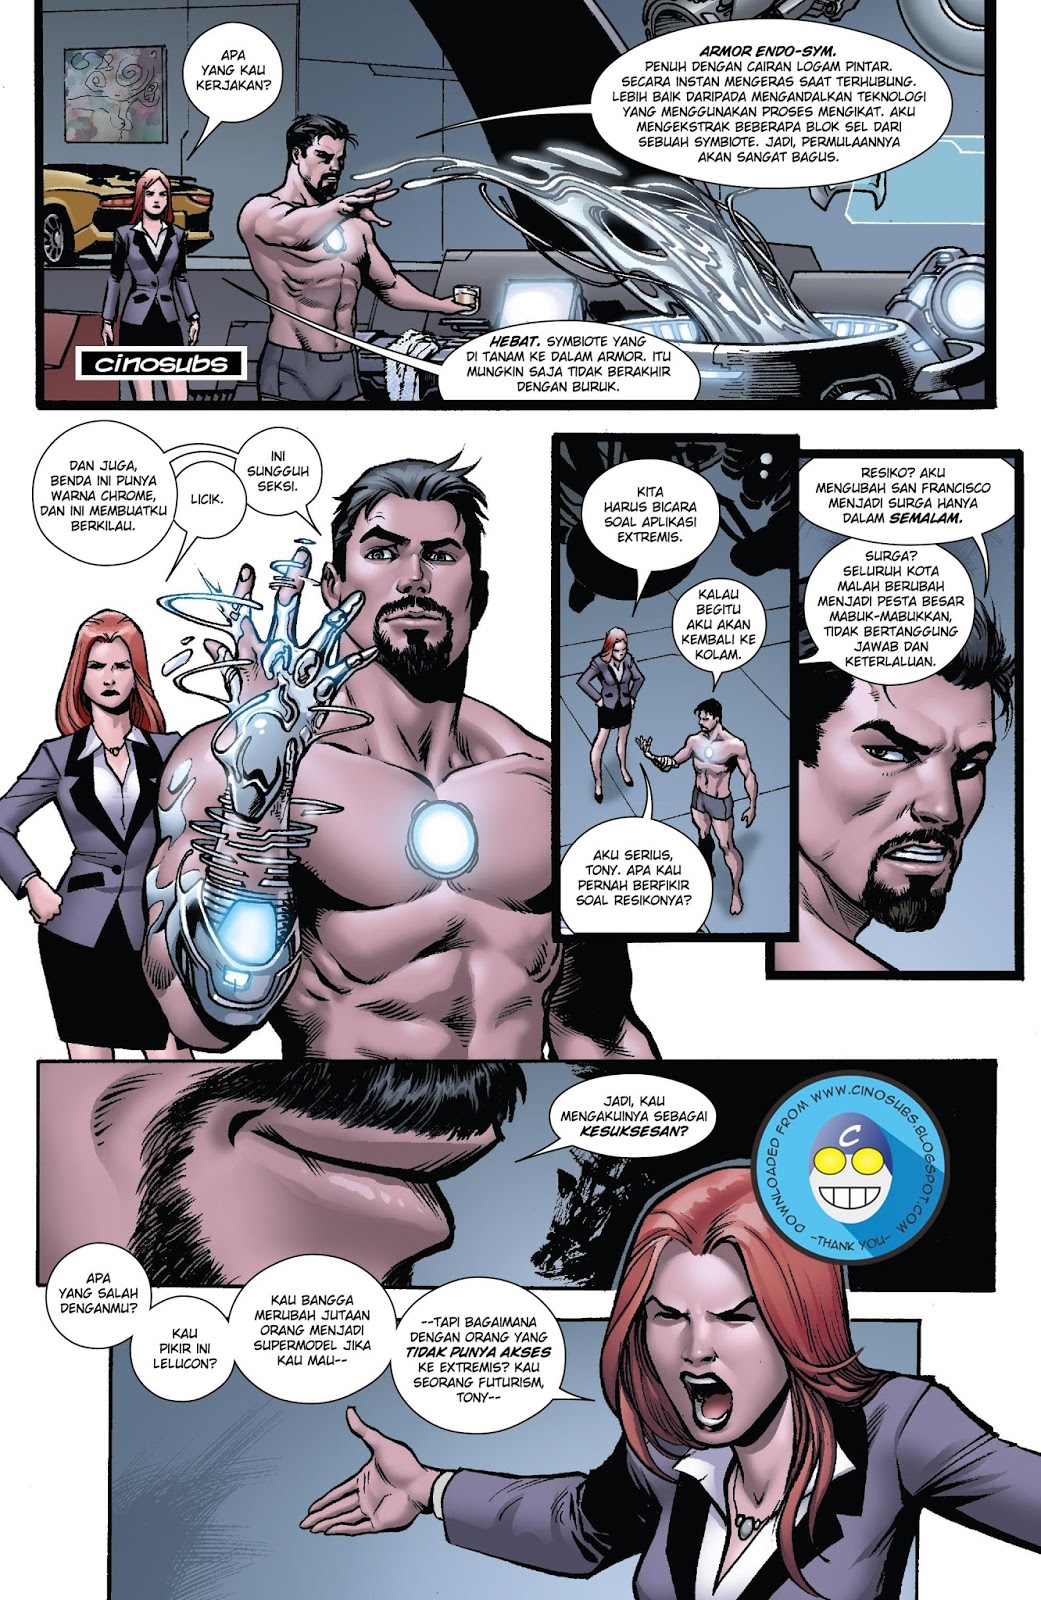 APA
YANG KAU
KERJAKAN?
ARMOR ENDO-SYM.
PENUH DENGAN CAIRAN LOGAM PINTAR.
SECARA INSTAN MENGERAS SAAT TERHUBUNG.
LEBIH BAIK DARIPADA MENGANDALKAN TEKNOLOGI
YANG MENGGUNAKAN PROSES MENGIKAT. AKU
MENGEKSTRAK BEBERAPA BLOK SEL DARI
SEBUAH SYMBIOTE. JADI, PERMULAANNYA
AKAN SANGAT BAGUS.
HEBAT. SYMBIOTE YANG
DI TANAM KE DALAM ARMOR. ITU
MUNGKIN SAJA TIDAK BERAKHIR
DENGAN BURUK.
cinosubs
DAN JUGA,
BENDA INI PUNYA
WARNA CHROME,
DAN INI MEMBUATKU
BERKILAU.
LICIK.
INI
SUNGGUH
SEKSI.
KITA
HARUS BICARA
SOAL APLIKASI
EXTREMIS.
KALAU
BEGITU
AKU AKAN
KEMBALI KE
KOLAM.
AKU SERIUS,
TONY. APA KAU
PERNAH BERFIKIR
SOAL RESIKONYA?
RESIKO? AKU
MENGUBAH SAN FRANCISCO
MENJADI SURGA HANYA
DALAM SEMALAM.
SURGA?
SELURUH KOTA
MALAH BERUBAH
MENJADI PESTA BESAR
MABUK-MABUKKAN,
TIDAK BERTANGGUNG
JAWAB DAN
KETERLALUAN.
JADI, KAU
MENGAKUINYA SEBAGAI
KESUKSESAN?
DOWNLOADED FROM WWW.CINOSUBS.BLOGSPOT.COM
C
-THANK YOU-
APA
YANG SALAH
DENGANMU?
KAU
PIKIR INI
LELUCON?
KAU BANGGA
MERUBAH JUTAAN
ORANG MENJADI
SUPERMODEL JIKA
KAU MAU--
--TAPI BAGAIMANA
DENGAN ORANG YANG
TIDAK PUNYA AKSES
KE EXTREMIS? KAU
SEORANG FUTURISM,
TONY--